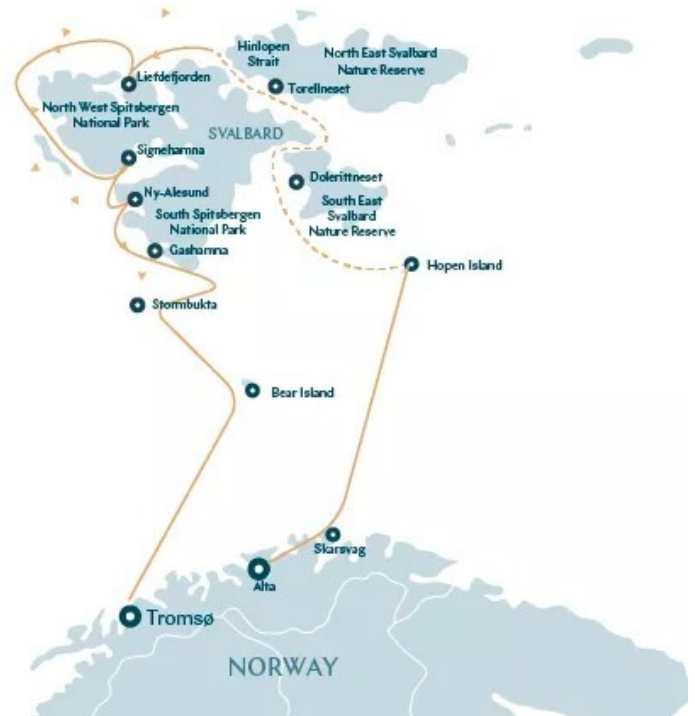 Hinlopen
Strait
North East Svalbard
Nature Reserve
Liefdefjorden
Torellneset
North West Spitsbergen
National Park
SVALBARD
Signehamna
Dolerittneset
Ny-Alesund
South East
Svalbard
Nature Reserve
South Spitsbergen
National Park
Gashamna
Hopen Island
Stormbukta
Bear Island
Skarsvag
Alta
Tromsø
NORWAY